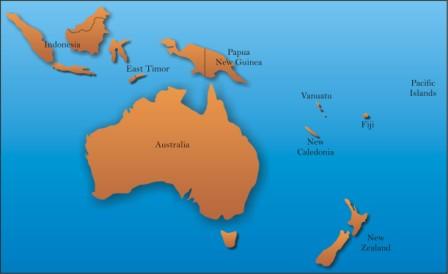 Indonesia
Papua
New Guinea
East Timor
Pacific
Islands
Vanuatu
Fiji
Australia
New
Caledonia
New
Zealand